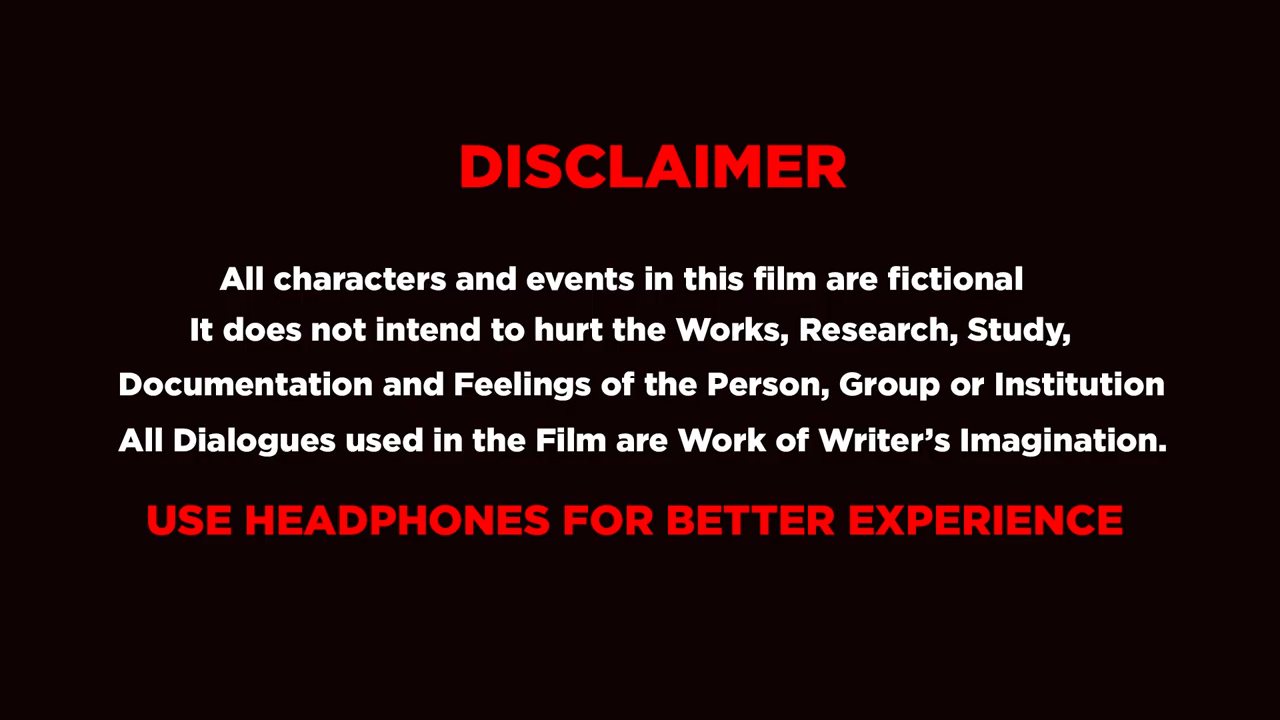 DISCLAIMER
All characters and events in this film are fictional
It does not intend to hurt the Works, Research, Study,
Documentation and Feelings of the Person, Group or Institution
All Dialogues used in the Film are Work of Writer’s Imagination.
USE HEADPHONES FOR BETTER EXPERIENCE